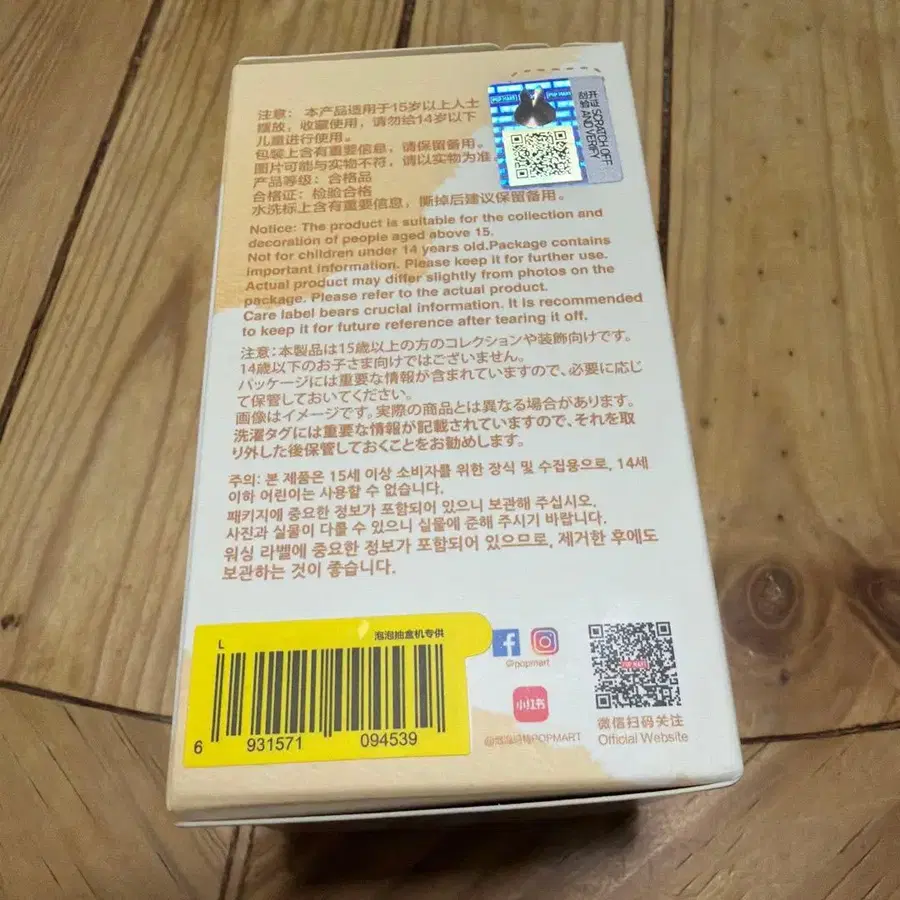 注意：本产品适用于15岁以上人士
摆放，收藏使用，请勿给14岁以下
儿童进行使用。
包装上含有重要信息，请保留备用。
图片可能与实物不符，请以实物为准。
产品等级：合格品
合格证：检验合格
水洗标上含有重要信息，撕掉后建议保留备用。
POP MART
开
刮
证
验
SCRATCH OFF
AND VERIFY
Notice: The product is suitable for the collection and
decoration of people aged above 15.
Not for children under 14 years old.Package contains
important information. Please keep it for further use.
Actual product may differ slightly from photos on the
package. Please refer to the actual product.
Care label bears crucial information. It is recommended
to keep it for future reference after tearing it off.
注意：本製品は15歳以上の方のコレクションや装飾向けです。
14歳以下のお子さま向けではございません。
パッケージには重要な情報が含まれていますので、必要に応じ
て保管しておいてください。
画像はイメージです。実際の商品とは異なる場合があります。
洗濯タグには重要な情報が記載されていますので、それを取
り外した後保管しておくことをお勧めします。
주의: 본 제품은 15세 이상 소비자를 위한 장식 및 수집용으로, 14세
이하 어린이는 사용할 수 없습니다.
패키지에 중요한 정보가 포함되어 있으니 보관해 주십시오.
사진과 실물이 다를 수 있으니 실물에 준해 주시기 바랍니다.
워싱 라벨에 중요한 정보가 포함되어 있으므로, 제거한 후에도
보관하는 것이 좋습니다.
L
泡泡抽盒机专供
6 931571 094539
@popmart
小红书
@泡泡玛特POPMART
POP MART
微信扫码关注
Official Website